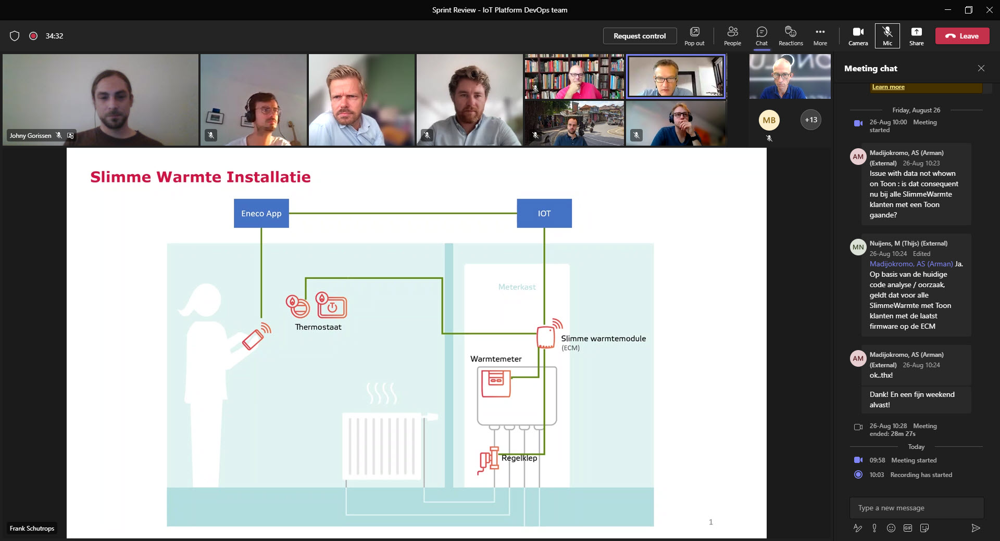 Sprint Review - IoT Platform DevOps team
34:32
Request control
Pop out
People
Chat
Reactions
More
Camera
Mic
Share
Leave
Johny Gorissen
MB
+13
Slimme Warmte Installatie
Eneco App
IOT
Meterkast
Thermostaat
Slimme warmtemodule
(ECM)
Warmtemeter
Regelklep
1
Frank Schutrops
Meeting chat
Learn more
Friday, August 26
26-Aug 10:00 Meeting
started
AM
Madijokromo, AS (Arman)
(External) 26-Aug 10:23
Issue with data not whown
on Toon : is dat consequent
nu bij alle SlimmeWarmte
klanten met een Toon
gaande?
MN
Nuijens, M (Thijs) (External)
26-Aug 10:24 Edited
Madijokromo, AS (Arman) Ja.
Op basis van de huidige
code analyse / oorzaak,
geldt dat voor alle
SlimmeWarmte met Toon
klanten met de laatst
firmware op de ECM
AM
Madijokromo, AS (Arman)
(External) 26-Aug 10:24
ok..thx!
Dank! En een fijn weekend
alvast!
26-Aug 10:28 Meeting
ended: 28m 27s
Today
09:58 Meeting started
10:03 Recording has started
Type a new message
GIF